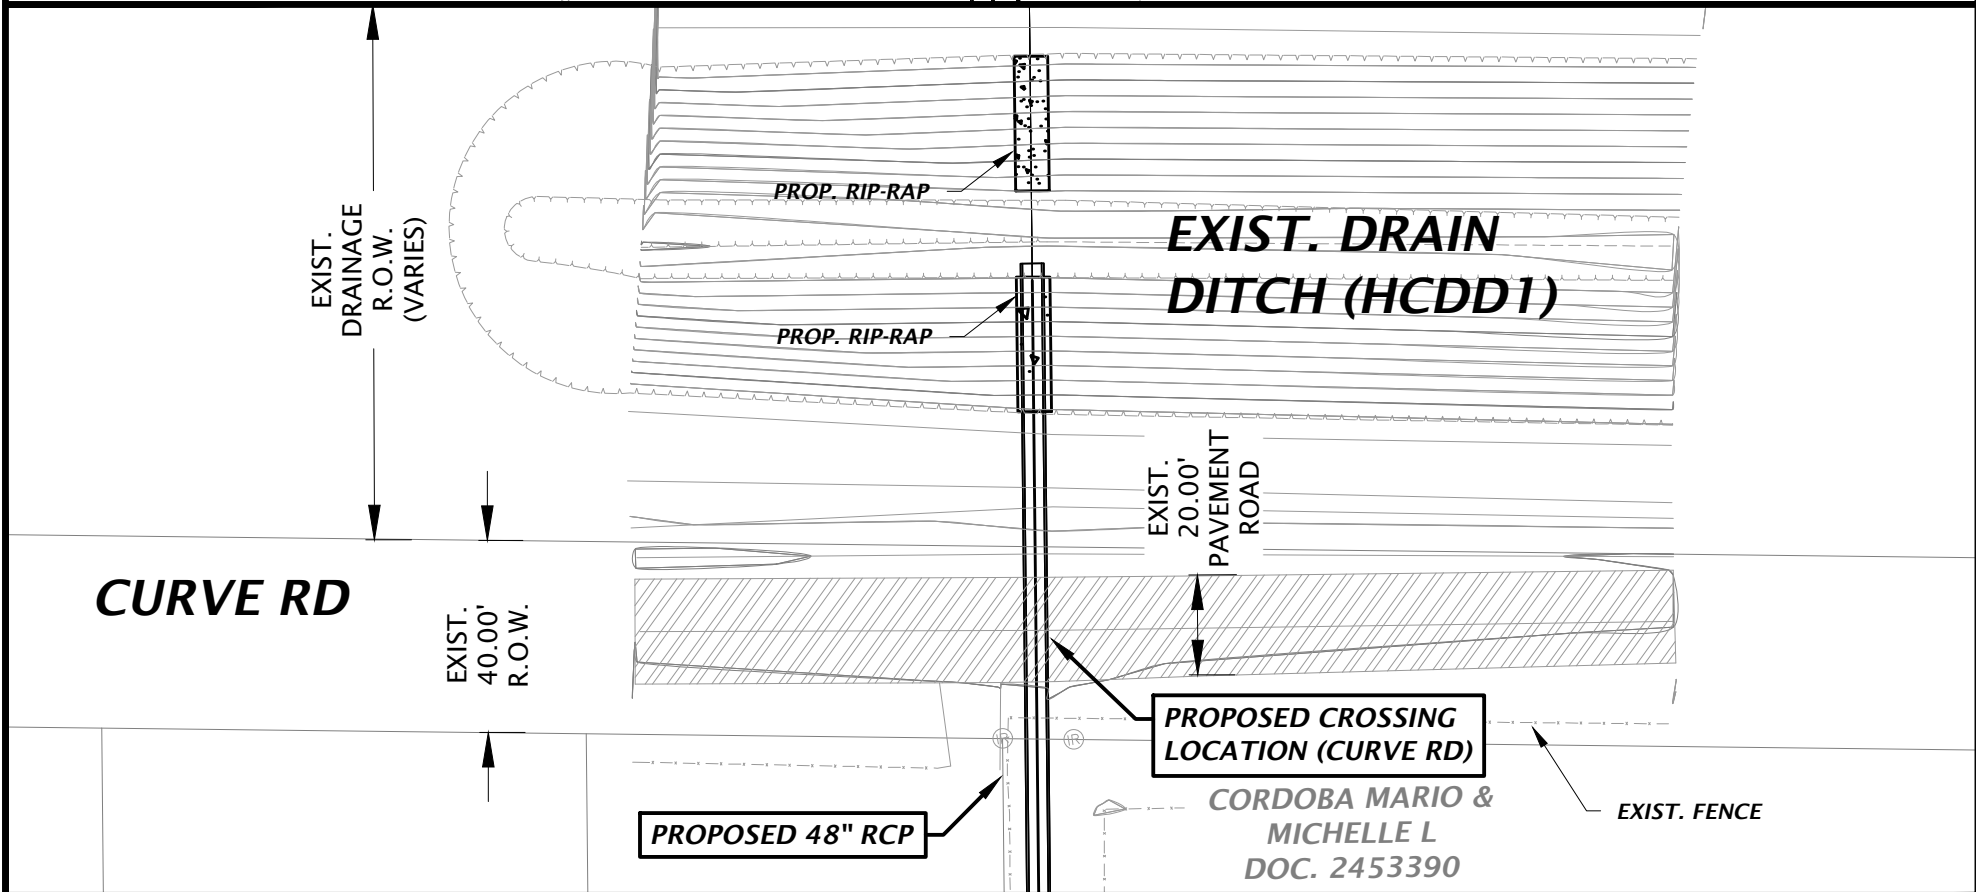 EXIST.
DRAINAGE
R.O.W.
(VARIES)
PROP. RIP-RAP
EXIST. DRAIN
DITCH (HCDD1)
PROP. RIP-RAP
EXIST.
20.00'
PAVEMENT
ROAD
CURVE RD
EXIST.
40.00'
R.O.W.
PROPOSED CROSSING
LOCATION (CURVE RD)
IR
IR
CORDOBA MARIO &
MICHELLE L
DOC. 2453390
EXIST. FENCE
PROPOSED 48" RCP